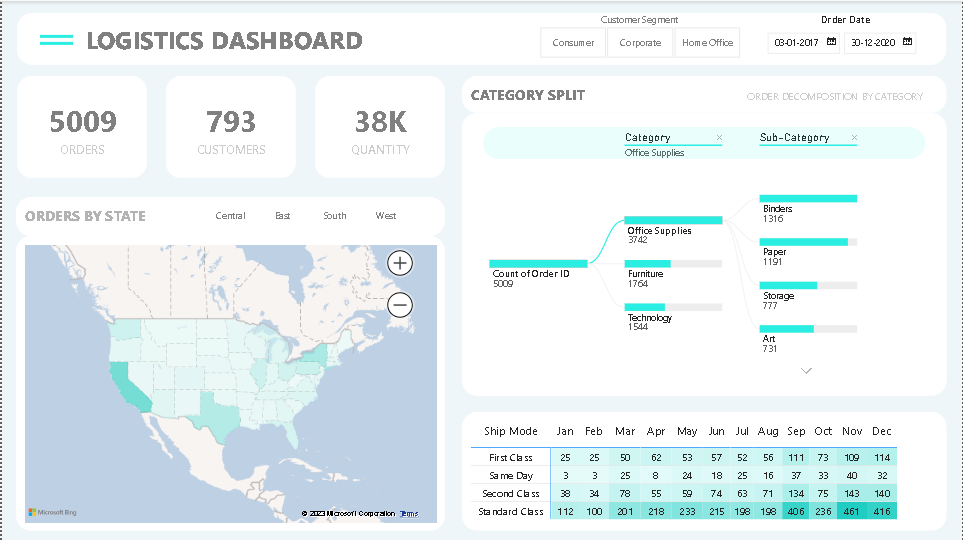 LOGISTICS DASHBOARD
Customer Segment
Consumer Corporate Home Office
Order Date
03-01-2017 30-12-2020
5009
ORDERS
793
CUSTOMERS
38K
QUANTITY
ORDERS BY STATE
Central East South West
Microsoft Bing
© 2023 Microsoft Corporation Terms
CATEGORY SPLIT
ORDER DECOMPOSITION BY CATEGORY
Category ×
Office Supplies
Sub-Category ×
Count of Order ID
5009
Office Supplies
3742
Furniture
1764
Technology
1544
Binders
1316
Paper
1191
Storage
777
Art
731
Ship Mode Jan Feb Mar Apr May Jun Jul Aug Sep Oct Nov Dec
First Class 25 25 50 62 53 57 52 56 111 73 109 114
Same Day 3 3 25 8 24 18 25 16 37 33 40 32
Second Class 38 34 78 55 59 74 63 71 134 75 143 140
Standard Class 112 100 201 218 233 215 198 198 406 236 461 416